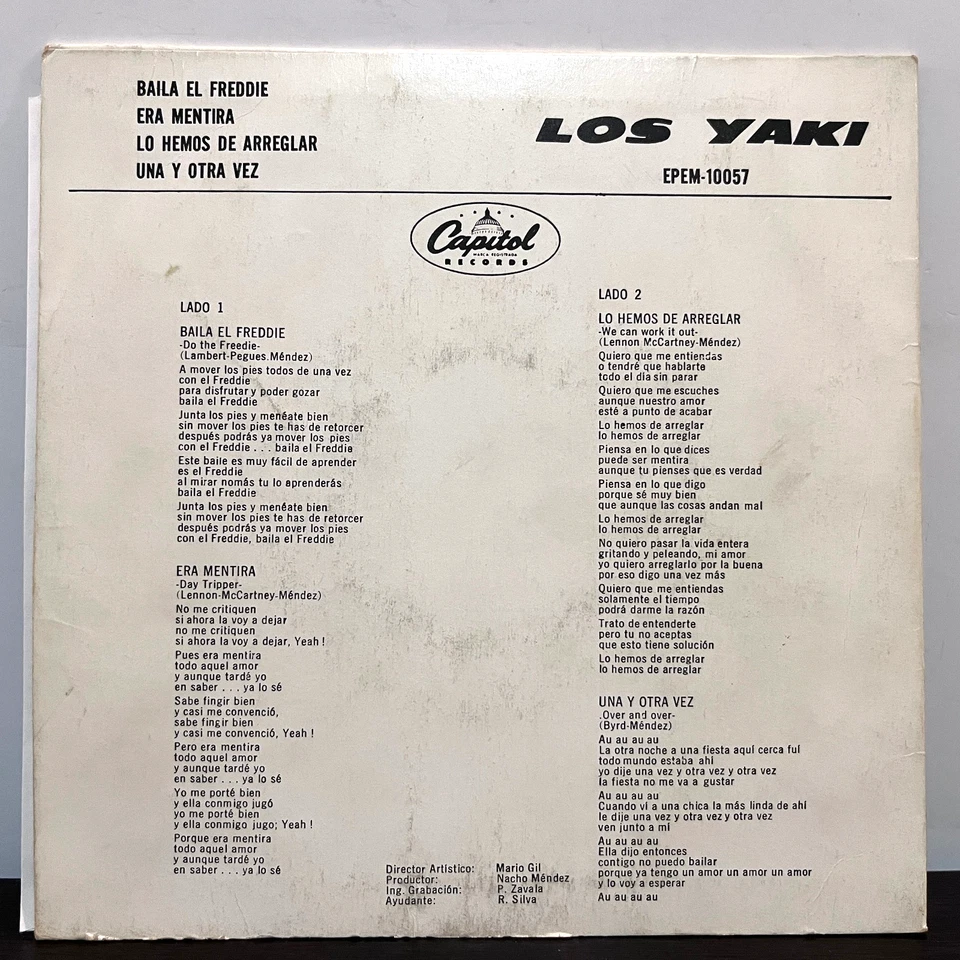 BAILA EL FREDDIE
ERA MENTIRA
LO HEMOS DE ARREGLAR
UNA Y OTRA VEZ
LOS YAKI
EPEM-10057
Capitol
MARCA REGISTRADA
RECORDS
LADO 1
BAILA EL FREDDIE
-Do the Freedie-
(Lambert-Pegues.Méndez)
A mover los pies todos de una vez
con el Freddie
para disfrutar y poder gozar
baila el Freddie
Junta los pies y menéate bien
sin mover los pies te has de retorcer
después podrás ya mover los pies
con el Freddie . . . baila el Freddie
Este baile es muy fácil de aprender
es el Freddie
al mirar nomás tu lo aprenderás
baila el Freddie
Junta los pies y menéate bien
sin mover los pies te has de retorcer
después podrás ya mover los pies
con el Freddie, baila el Freddie
ERA MENTIRA
-Day Tripper-
(Lennon-McCartney-Méndez)
No me critiquen
si ahora la voy a dejar
no me critiquen
si ahora la voy a dejar, Yeah !
Pues era mentira
todo aquel amor
y aunque tardé yo
en saber . . . ya lo sé
Sabe fingir bien
y casi me convenció,
sabe fingir bien
y casi me convenció, Yeah !
Pero era mentira
todo aquel amor
y aunque tardé yo
en saber . . . ya lo sé
Yo me porté bien
y ella conmigo jugó
yo me porté bien
y ella conmigo jugo; Yeah !
Porque era mentira
todo aquel amor
y aunque tardé yo
en saber . . . ya lo sé
LADO 2
LO HEMOS DE ARREGLAR
-We can work it out-
(Lennon McCartney-Méndez)
Quiero que me entiendas
o tendré que hablarte
todo el dia sin parar
Quiero que me escuches
aunque nuestro amor
esté a punto de acabar
Lo hemos de arreglar
lo hemos de arreglar
Piensa en lo que dices
puede ser mentira
aunque tu pienses que es verdad
Piensa en lo que digo
porque sé muy bien
que aunque las cosas andan mal
Lo hemos de arreglar
lo hemos de arreglar
No quiero pasar la vida entera
gritando y peleando, mi amor
yo quiero arreglarlo por la buena
por eso digo una vez más
Quiero que me entiendas
solamente el tiempo
podrá darme la razón
Trato de entenderte
pero tu no aceptas
que esto tiene solución
Lo hemos de arreglar
lo hemos de arreglar
UNA Y OTRA VEZ
.Over and over-
(Byrd-Méndez)
Au au au au
La otra noche a una fiesta aquí cerca fuí
todo mundo estaba ahí
yo dije una vez y otra vez y otra vez
la fiesta no me va a gustar
Au au au au
Cuando ví a una chica la más linda de ahí
le dije una vez y otra vez y otra vez
ven junto a mí
Au au au au
Ella dijo entonces
contigo no puedo bailar
porque ya tengo un amor un amor un amor
y lo voy a esperar
Au au au au
Director Artístico: Mario Gil
Productor: Nacho Méndez
Ing. Grabación: P. Zavala
Ayudante: R. Silva